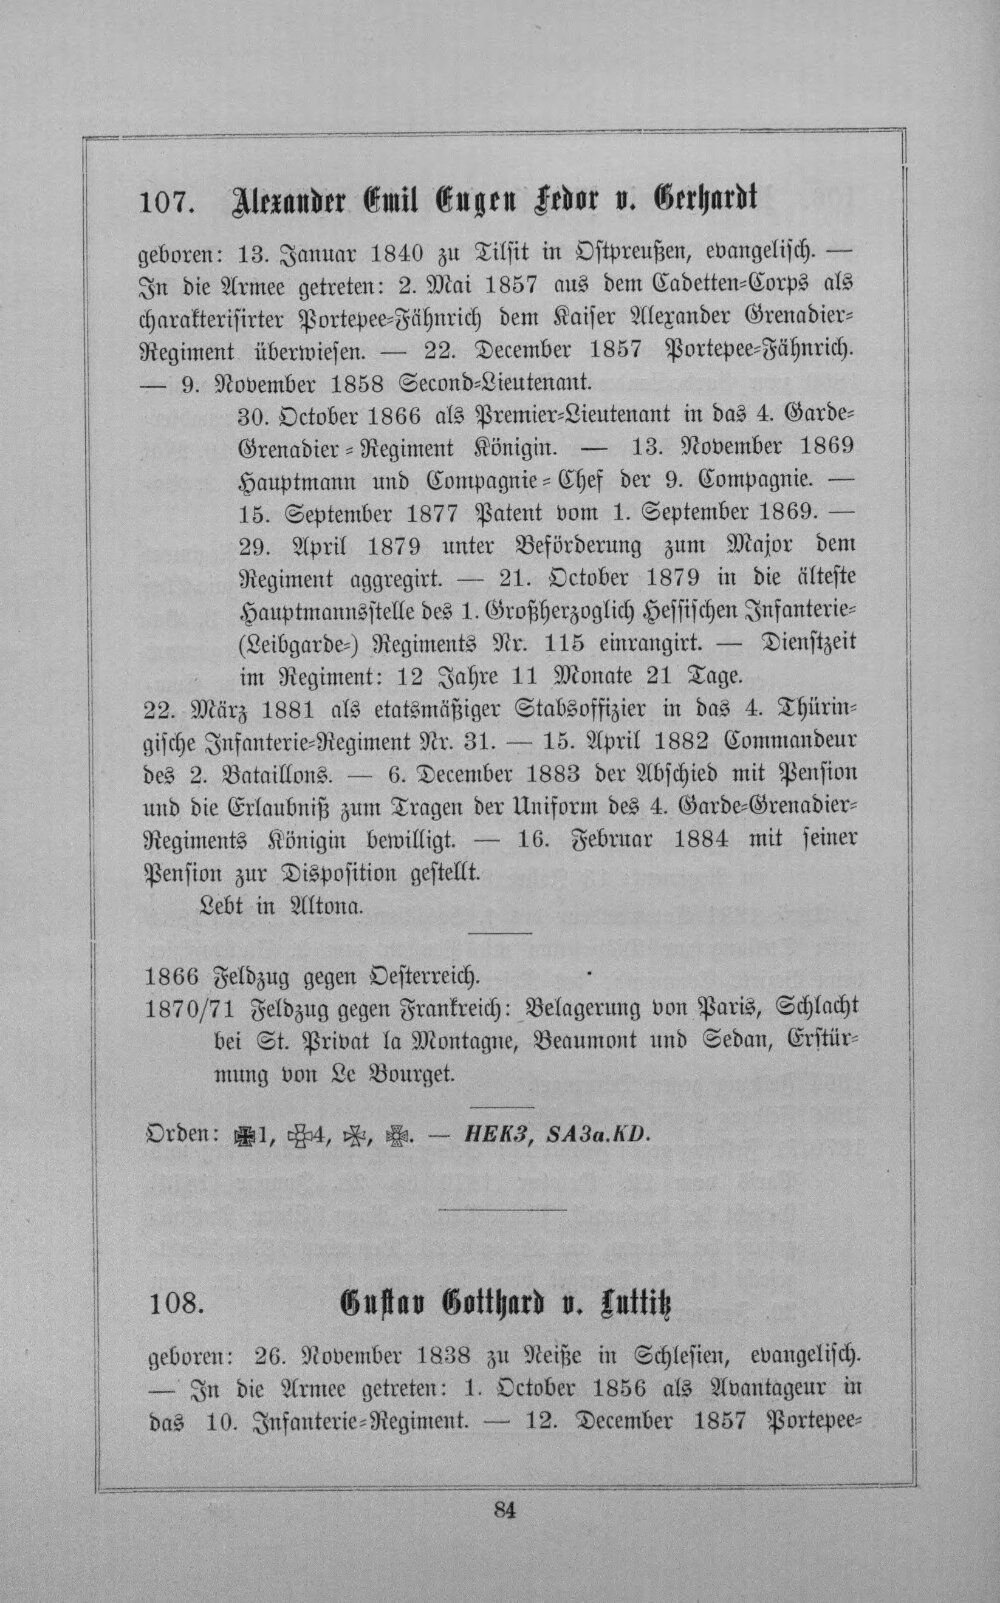 107. Alexander Emil Eugen Fedor v. Gerhardt
geboren: 13. Januar 1840 zu Tilsit in Ostpreußen, evangelisch. —
In die Armee getreten: 2. Mai 1857 aus dem Cadetten-Corps als
charakterisirter Portepee-Fähnrich dem Kaiser Alexander Grenadier-
Regiment überwiesen. — 22. December 1857 Portepee-Fähnrich.
— 9. November 1858 Second-Lieutenant.
30. October 1866 als Premier-Lieutenant in das 4. Garde-
Grenadier-Regiment Königin. — 13. November 1869
Hauptmann und Compagnie-Chef der 9. Compagnie. —
15. September 1877 Patent vom 1. September 1869. —
29. April 1879 unter Beförderung zum Major dem
Regiment aggregirt. — 21. October 1879 in die älteste
Hauptmannsstelle des 1. Großherzoglich Hessischen Infanterie-
(Leibgarde-) Regiments Nr. 115 einrangirt. — Dienstzeit
im Regiment: 12 Jahre 11 Monate 21 Tage.
22. März 1881 als etatsmäßiger Stabsoffizier in das 4. Thürin-
gische Infanterie-Regiment Nr. 31. — 15. April 1882 Commandeur
des 2. Bataillons. — 6. December 1883 der Abschied mit Pension
und die Erlaubniß zum Tragen der Uniform des 4. Garde-Grenadier-
Regiments Königin bewilligt. — 16. Februar 1884 mit seiner
Pension zur Disposition gestellt.
Lebt in Altona.
1866 Feldzug gegen Oesterreich.
1870/71 Feldzug gegen Frankreich: Belagerung von Paris, Schlacht
bei St. Privat la Montagne, Beaumont und Sedan, Erstür-
mung von Le Bourget.
Orden: 1, 4, , . — HEK3, SA3a.KD.
108. Gustav Gotthard v. Luttitz
geboren: 26. November 1838 zu Neiße in Schlesien, evangelisch.
— In die Armee getreten: 1. October 1856 als Avantageur in
das 10. Infanterie-Regiment. — 12. December 1857 Portepee-
84